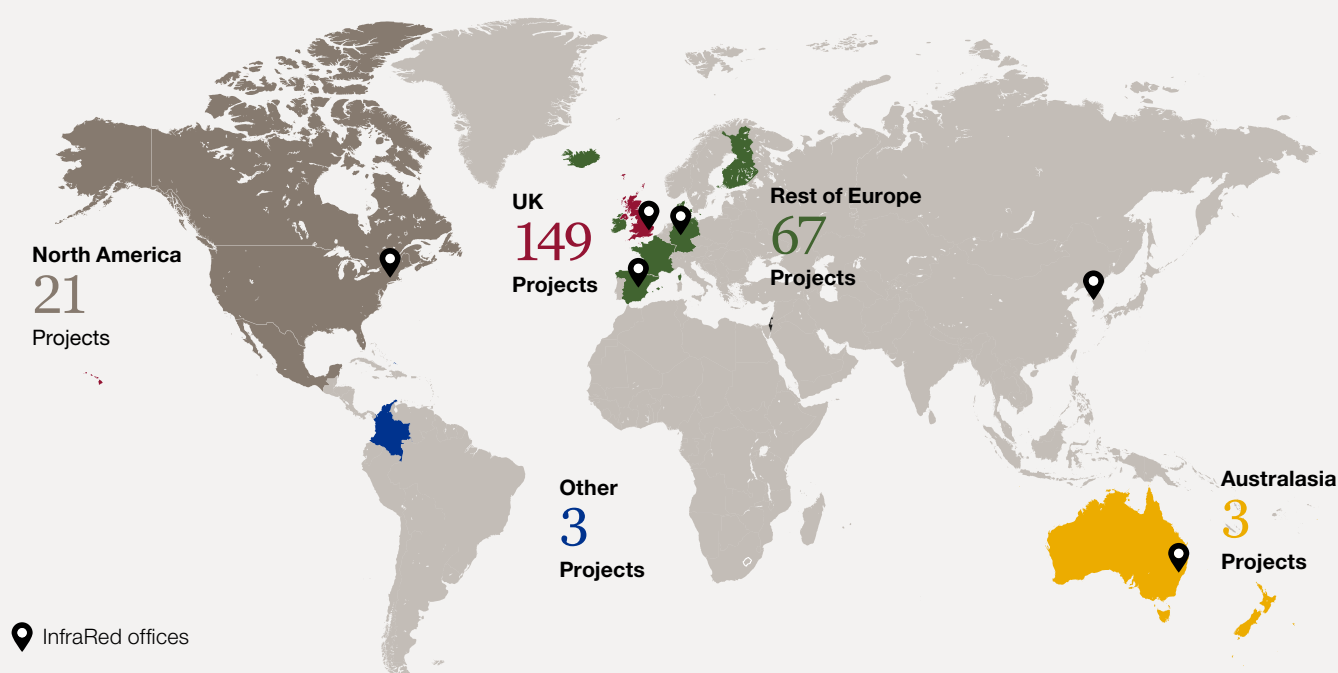 North America
21
Projects
UK
149
Projects
Rest of Europe
67
Projects
Other
3
Projects
Australasia
3
Projects
InfraRed offices